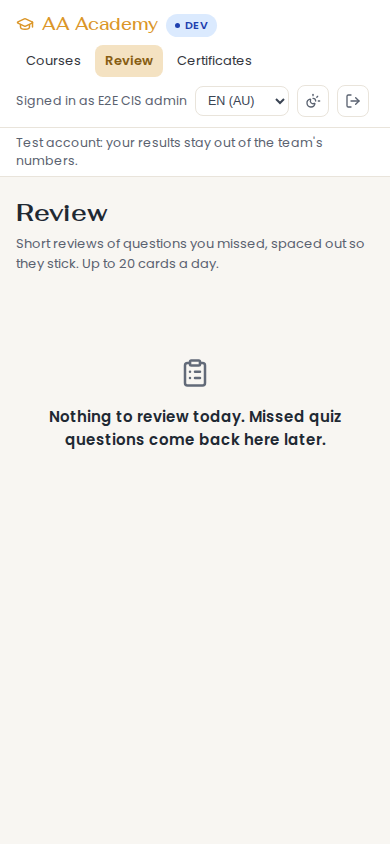 AA Academy
DEV
Courses
Review
Certificates
Signed in as E2E CIS admin
EN (AU)
Test account: your results stay out of the team's
numbers.
Review
Short reviews of questions you missed, spaced out so
they stick. Up to 20 cards a day.
Nothing to review today. Missed quiz
questions come back here later.